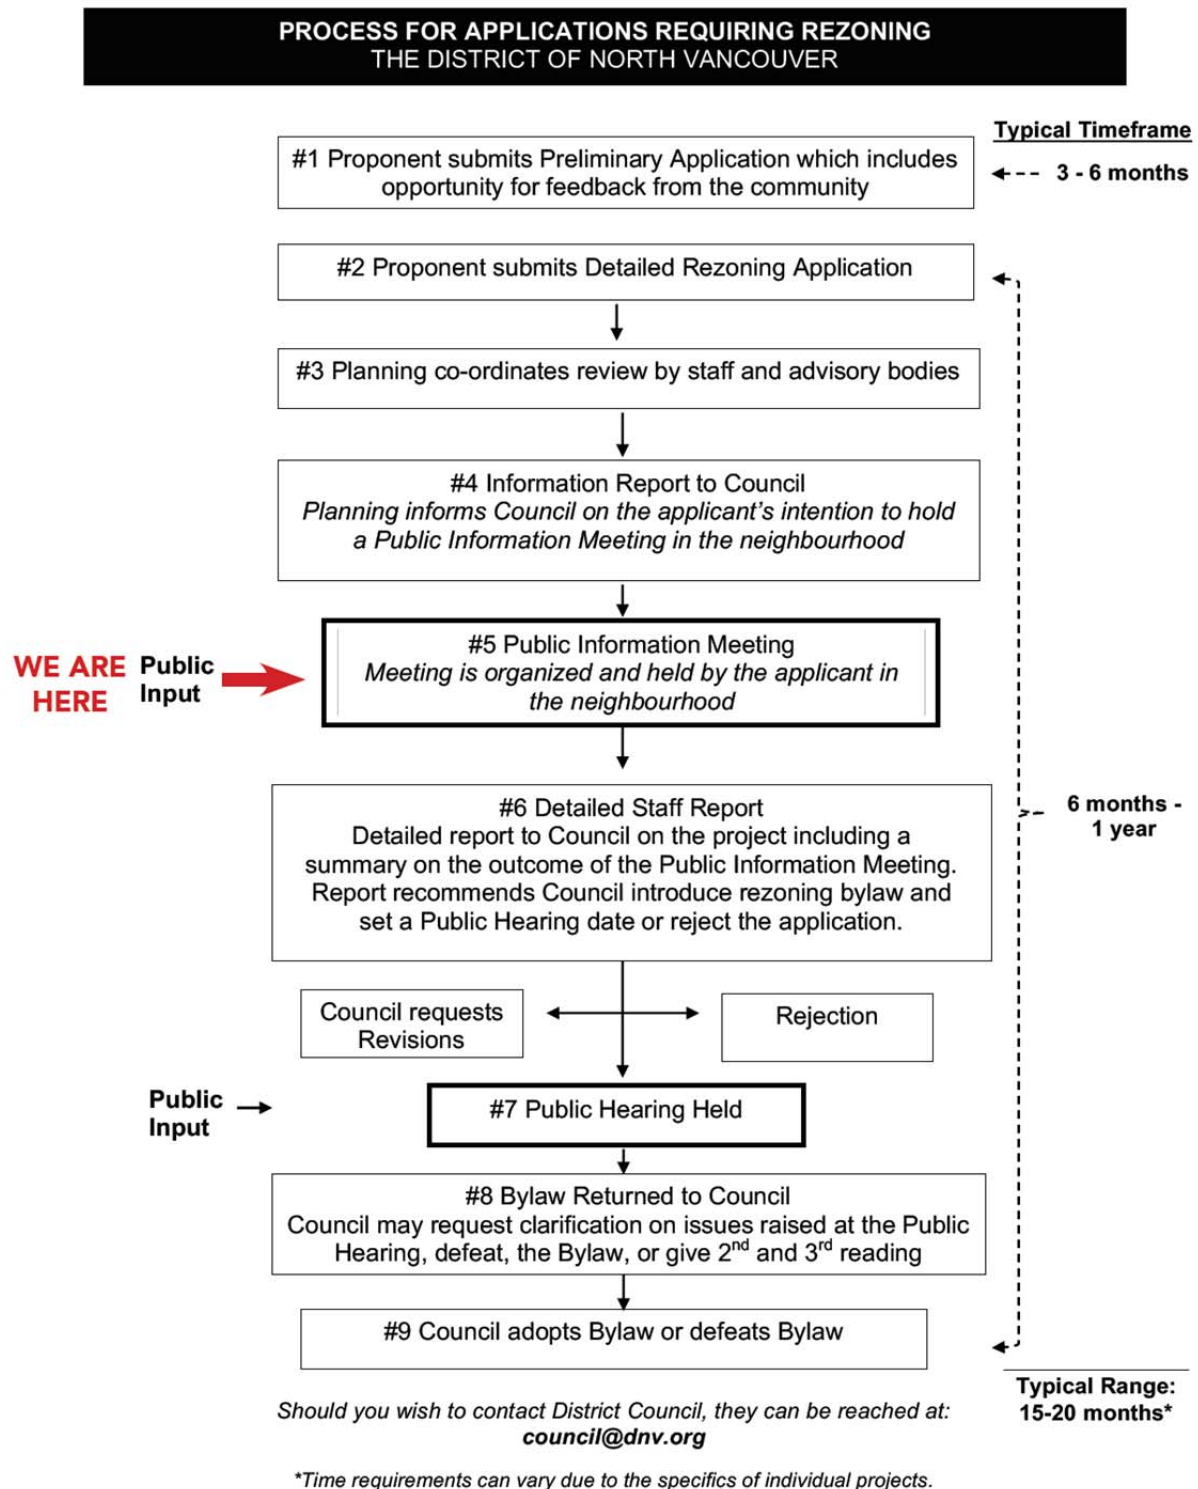 PROCESS FOR APPLICATIONS REQUIRING REZONING
THE DISTRICT OF NORTH VANCOUVER
Typical Timeframe
#1 Proponent submits Preliminary Application which includes
opportunity for feedback from the community
3 - 6 months
#2 Proponent submits Detailed Rezoning Application
#3 Planning co-ordinates review by staff and advisory bodies
#4 Information Report to Council
Planning informs Council on the applicant's intention to hold
a Public Information Meeting in the neighbourhood
WE ARE
HERE
Public
Input
#5 Public Information Meeting
Meeting is organized and held by the applicant in
the neighbourhood
#6 Detailed Staff Report
Detailed report to Council on the project including a
summary on the outcome of the Public Information Meeting.
Report recommends Council introduce rezoning bylaw and
set a Public Hearing date or reject the application.
6 months -
1 year
Council requests
Revisions
Rejection
Public
Input
#7 Public Hearing Held
#8 Bylaw Returned to Council
Council may request clarification on issues raised at the Public
Hearing, defeat, the Bylaw, or give 2nd and 3rd reading
#9 Council adopts Bylaw or defeats Bylaw
Typical Range:
15-20 months*
Should you wish to contact District Council, they can be reached at:
council@dnv.org
*Time requirements can vary due to the specifics of individual projects.